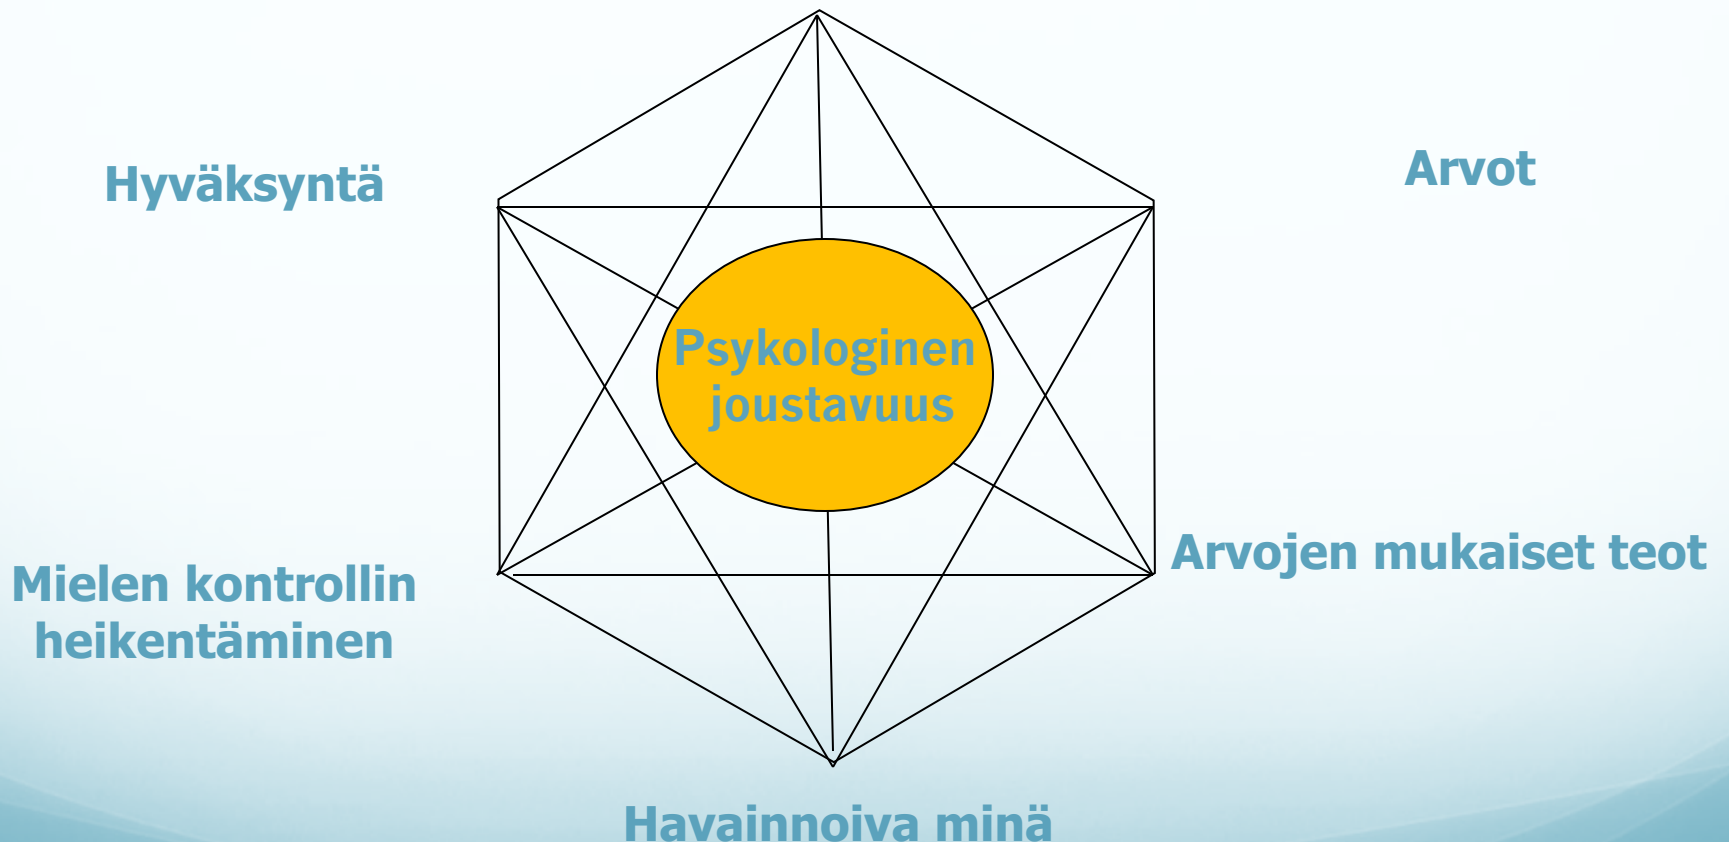 Hyväksyntä
Arvot
Psykologinen
joustavuus
Arvojen mukaiset teot
Mielen kontrollin
heikentäminen
Havainnoiva minä